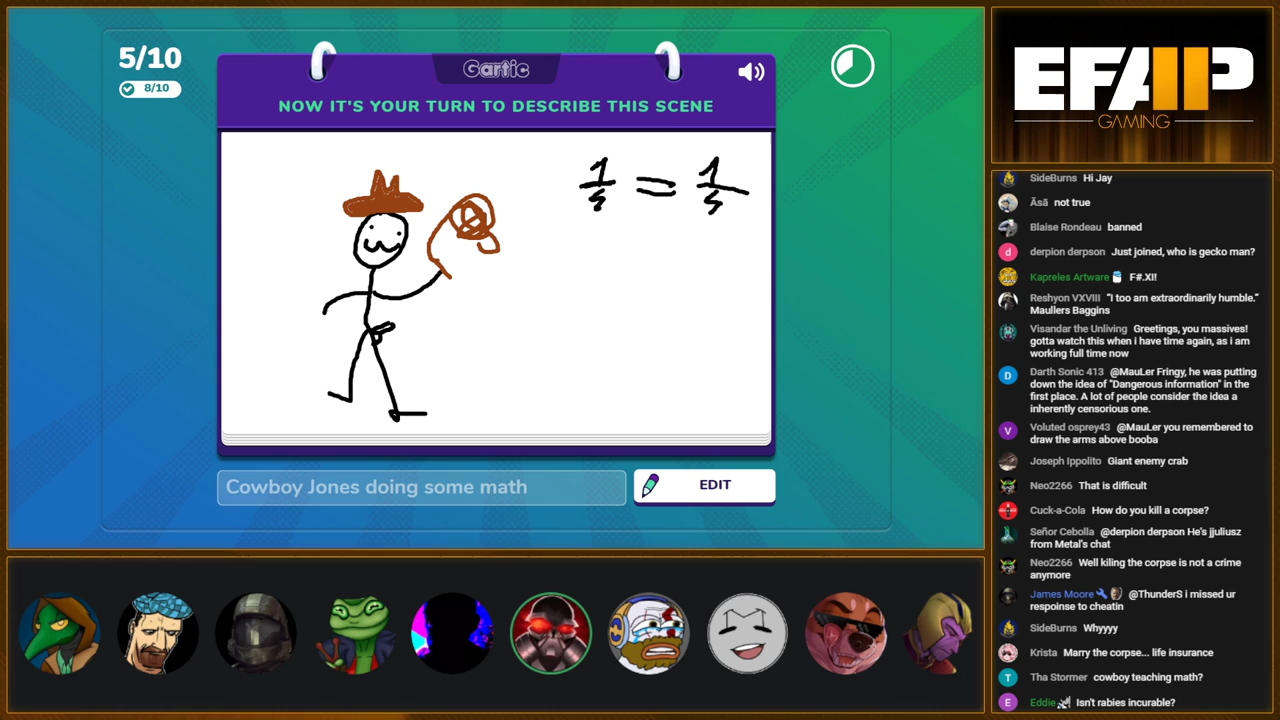 5/10
8/10
Gartic
NOW IT'S YOUR TURN TO DESCRIBE THIS SCENE
1/5 = 1/5
Cowboy Jones doing some math
EDIT
EFAP
GAMING
SideBurns Hi Jay
Āsā not true
Blaise Rondeau banned
d
derpion derpson Just joined, who is gecko man?
Kapreles Artware F#.XI!
Reshyon VXVIII “I too am extraordinarily humble.”
Maullers Baggins
Visandar the Unliving Greetings, you massives!
gotta watch this when i have time again, as i am
working full time now
D
Darth Sonic 413 @MauLer Fringy, he was putting
down the idea of "Dangerous information" in the
first place. A lot of people consider the idea a
inherently censorious one.
V
Voluted osprey43 @MauLer you remembered to
draw the arms above booba
Joseph Ippolito Giant enemy crab
Neo2266 That is difficult
Cuck-a-Cola How do you kill a corpse?
Señor Cebolla @derpion derpson He's jjuliusz
from Metal's chat
Neo2266 Well kiling the corpse is not a crime
anymore
James Moore @ThunderS i missed ur
respoinse to cheatin
SideBurns Whyyyy
Krista Marry the corpse... life insurance
T
Tha Stormer cowboy teaching math?
E
Eddie Isn't rabies incurable?